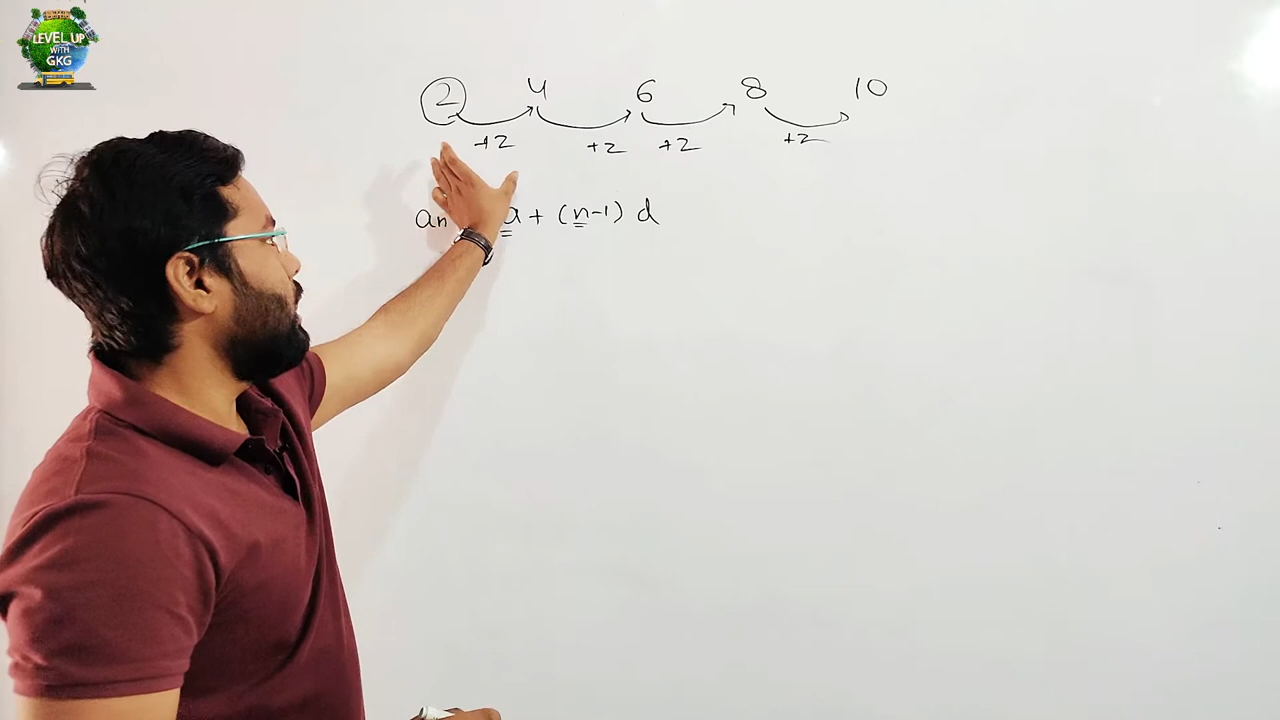 LEVEL UP
WITH
GKG
2 4 6 8 10
+2 +2 +2 +2
an a + (n-1) d